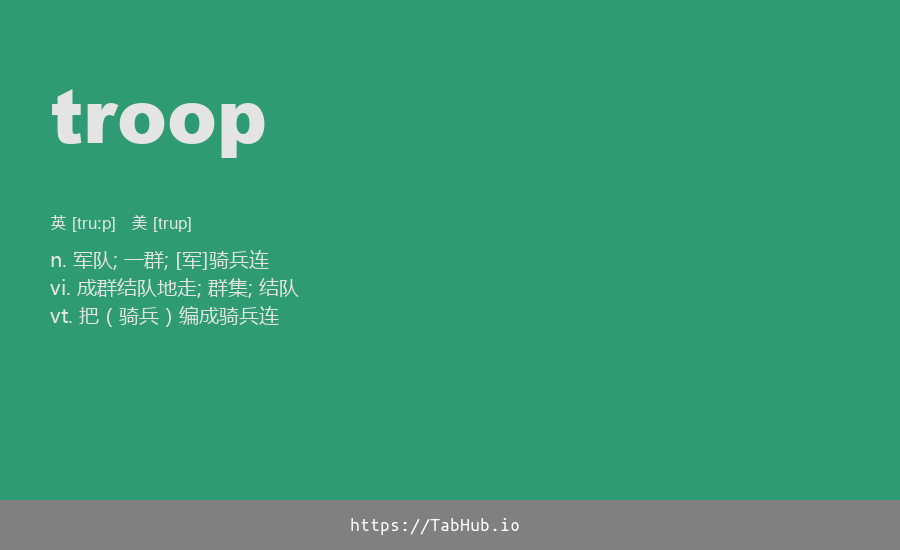 troop
英 [tru:p] 美 [trup]
n. 军队; 一群; [军]骑兵连
vi. 成群结队地走; 群集; 结队
vt. 把（骑兵）编成骑兵连
https://TabHub.io